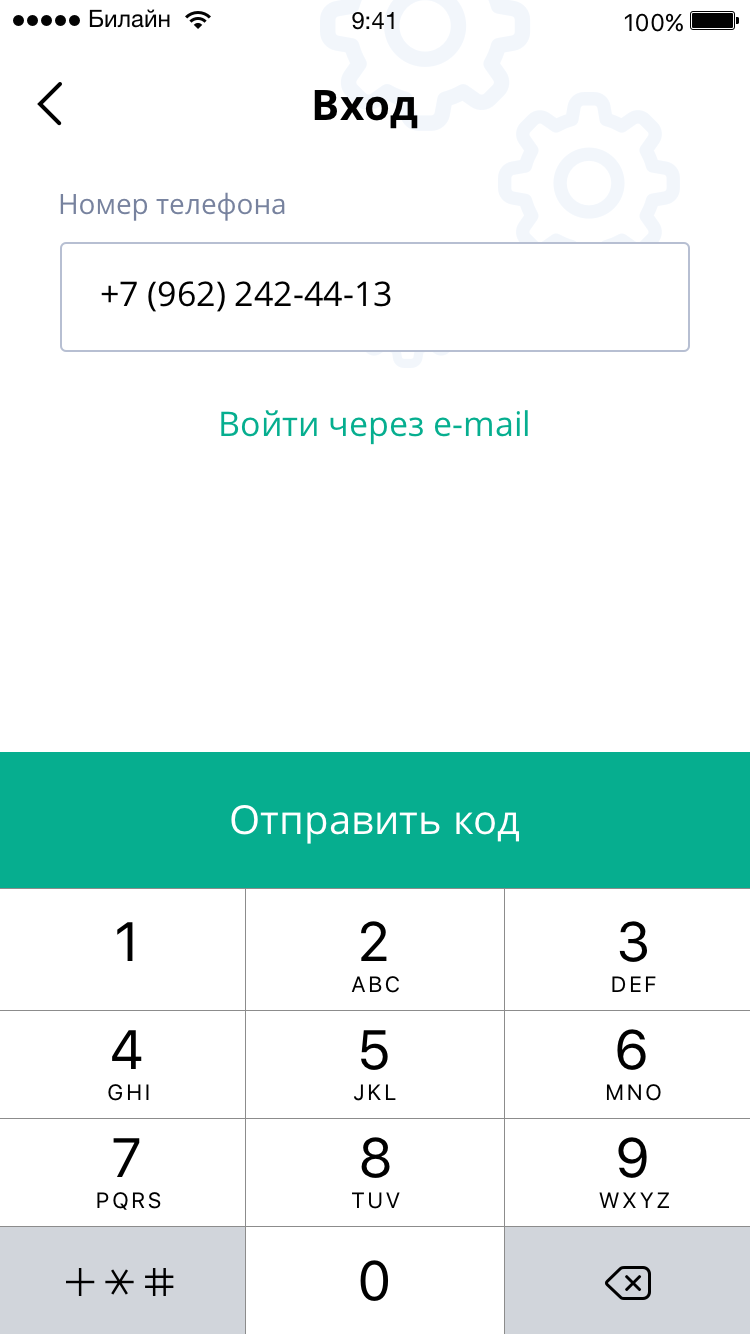 Билайн 9:41 100%
Вход
Номер телефона
+7 (962) 242-44-13
Войти через e-mail
Отправить код
1 2 3
ABC DEF
4 5 6
GHI JKL MNO
7 8 9
PQRS TUV WXYZ
+*# 0